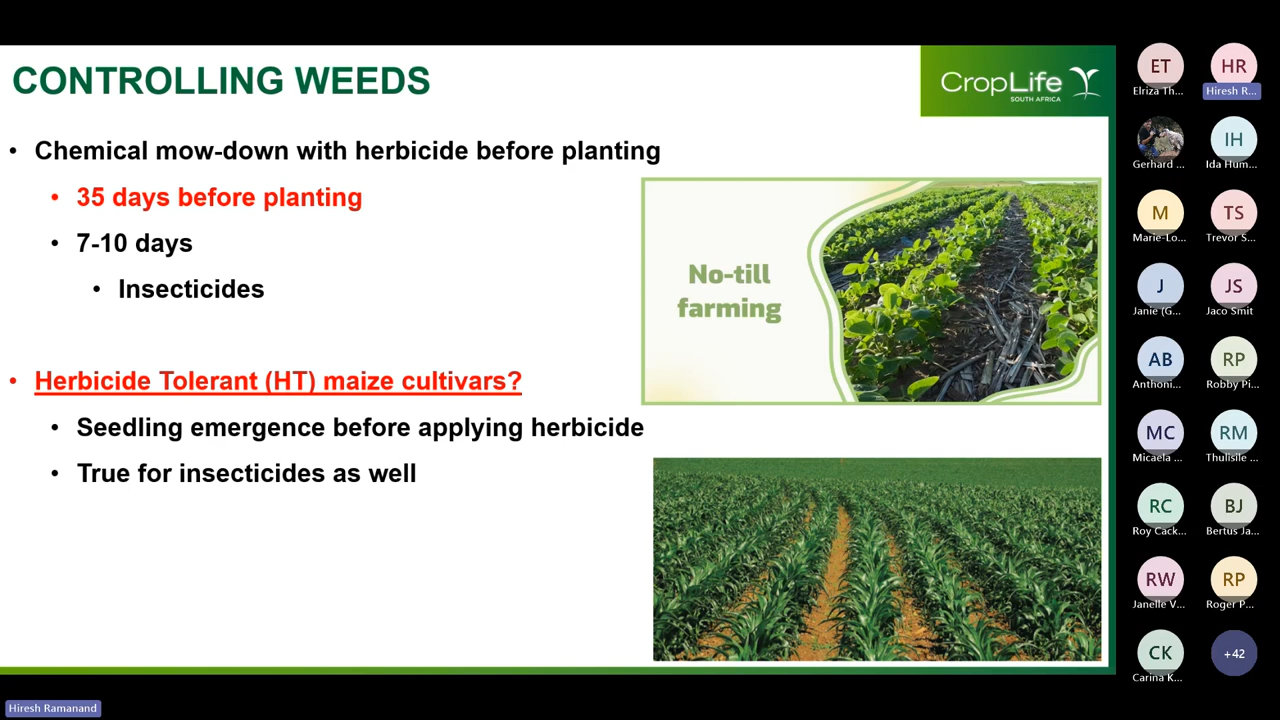 CONTROLLING WEEDS
CropLife
SOUTH AFRICA
• Chemical mow-down with herbicide before planting
• 35 days before planting
• 7-10 days
• Insecticides
No-till
farming
• Herbicide Tolerant (HT) maize cultivars?
• Seedling emergence before applying herbicide
• True for insecticides as well
ET HR
Elriza Th... Hiresh R...
IH
Gerhard ... Ida Hum...
M TS
Marie-Lo... Trevor S...
J JS
Janie (G... Jaco Smit
AB RP
Anthoni... Robby Pi...
MC RM
Micaela ... Thulisile ...
RC BJ
Roy Cack... Bertus Ja...
RW RP
Janelle V... Roger P...
CK +42
Carina K...
Hiresh Ramanand